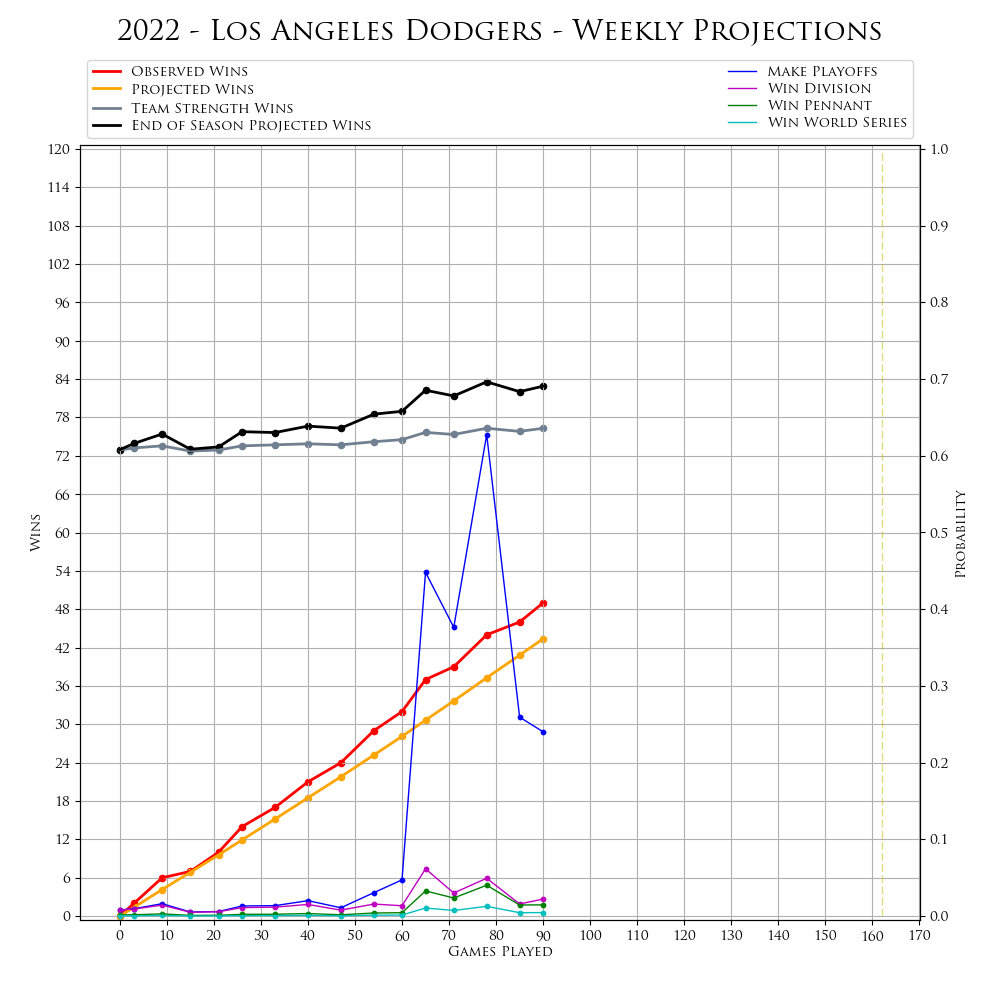 2022 - Los Angeles Dodgers - Weekly Projections
Observed Wins
Projected Wins
Team Strength Wins
End of Season Projected Wins
Make Playoffs
Win Division
Win Pennant
Win World Series
120
114
108
102
96
90
84
78
72
66
60
54
48
42
36
30
24
18
12
6
0
Wins
1.0
0.9
0.8
0.7
0.6
0.5
0.4
0.3
0.2
0.1
0.0
Probability
0 10 20 30 40 50 60 70 80 90 100 110 120 130 140 150 160 170
Games Played